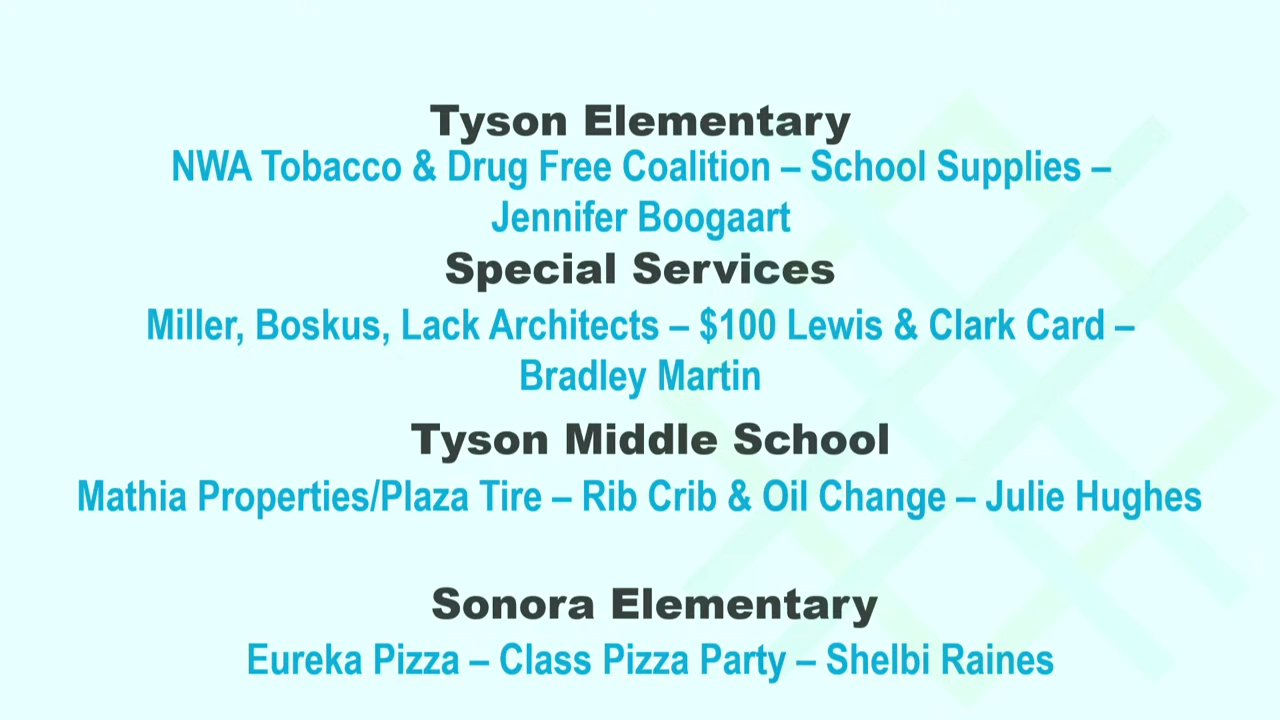 Tyson Elementary
NWA Tobacco & Drug Free Coalition – School Supplies –
Jennifer Boogaart
Special Services
Miller, Boskus, Lack Architects – $100 Lewis & Clark Card –
Bradley Martin
Tyson Middle School
Mathia Properties/Plaza Tire – Rib Crib & Oil Change – Julie Hughes
Sonora Elementary
Eureka Pizza – Class Pizza Party – Shelbi Raines